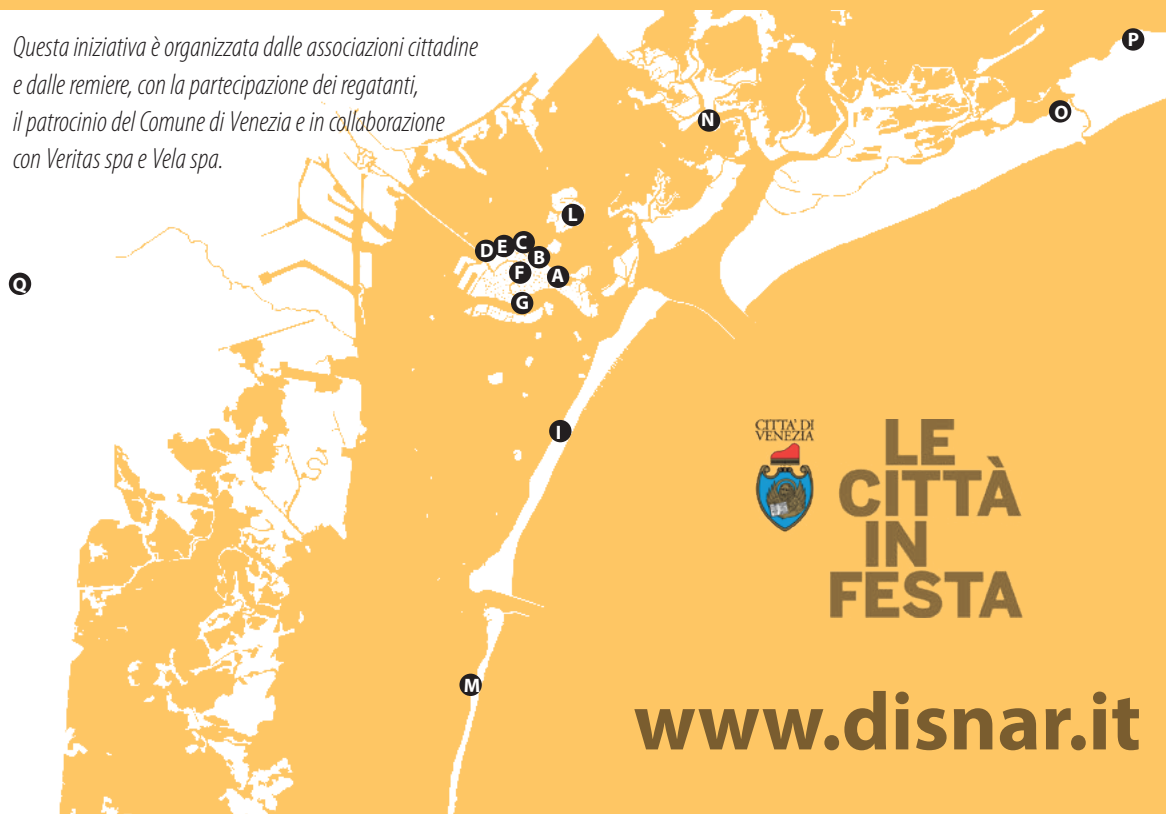 Questa iniziativa è organizzata dalle associazioni cittadine
e dalle remiere, con la partecipazione dei regatanti,
il patrocinio del Comune di Venezia e in collaborazione
con Veritas spa e Vela spa.
P
O
N
L
D
E
C
B
F
A
G
Q
I
M
CITTA' DI
VENEZIA
LE
CITTÀ
IN
FESTA
www.disnar.it